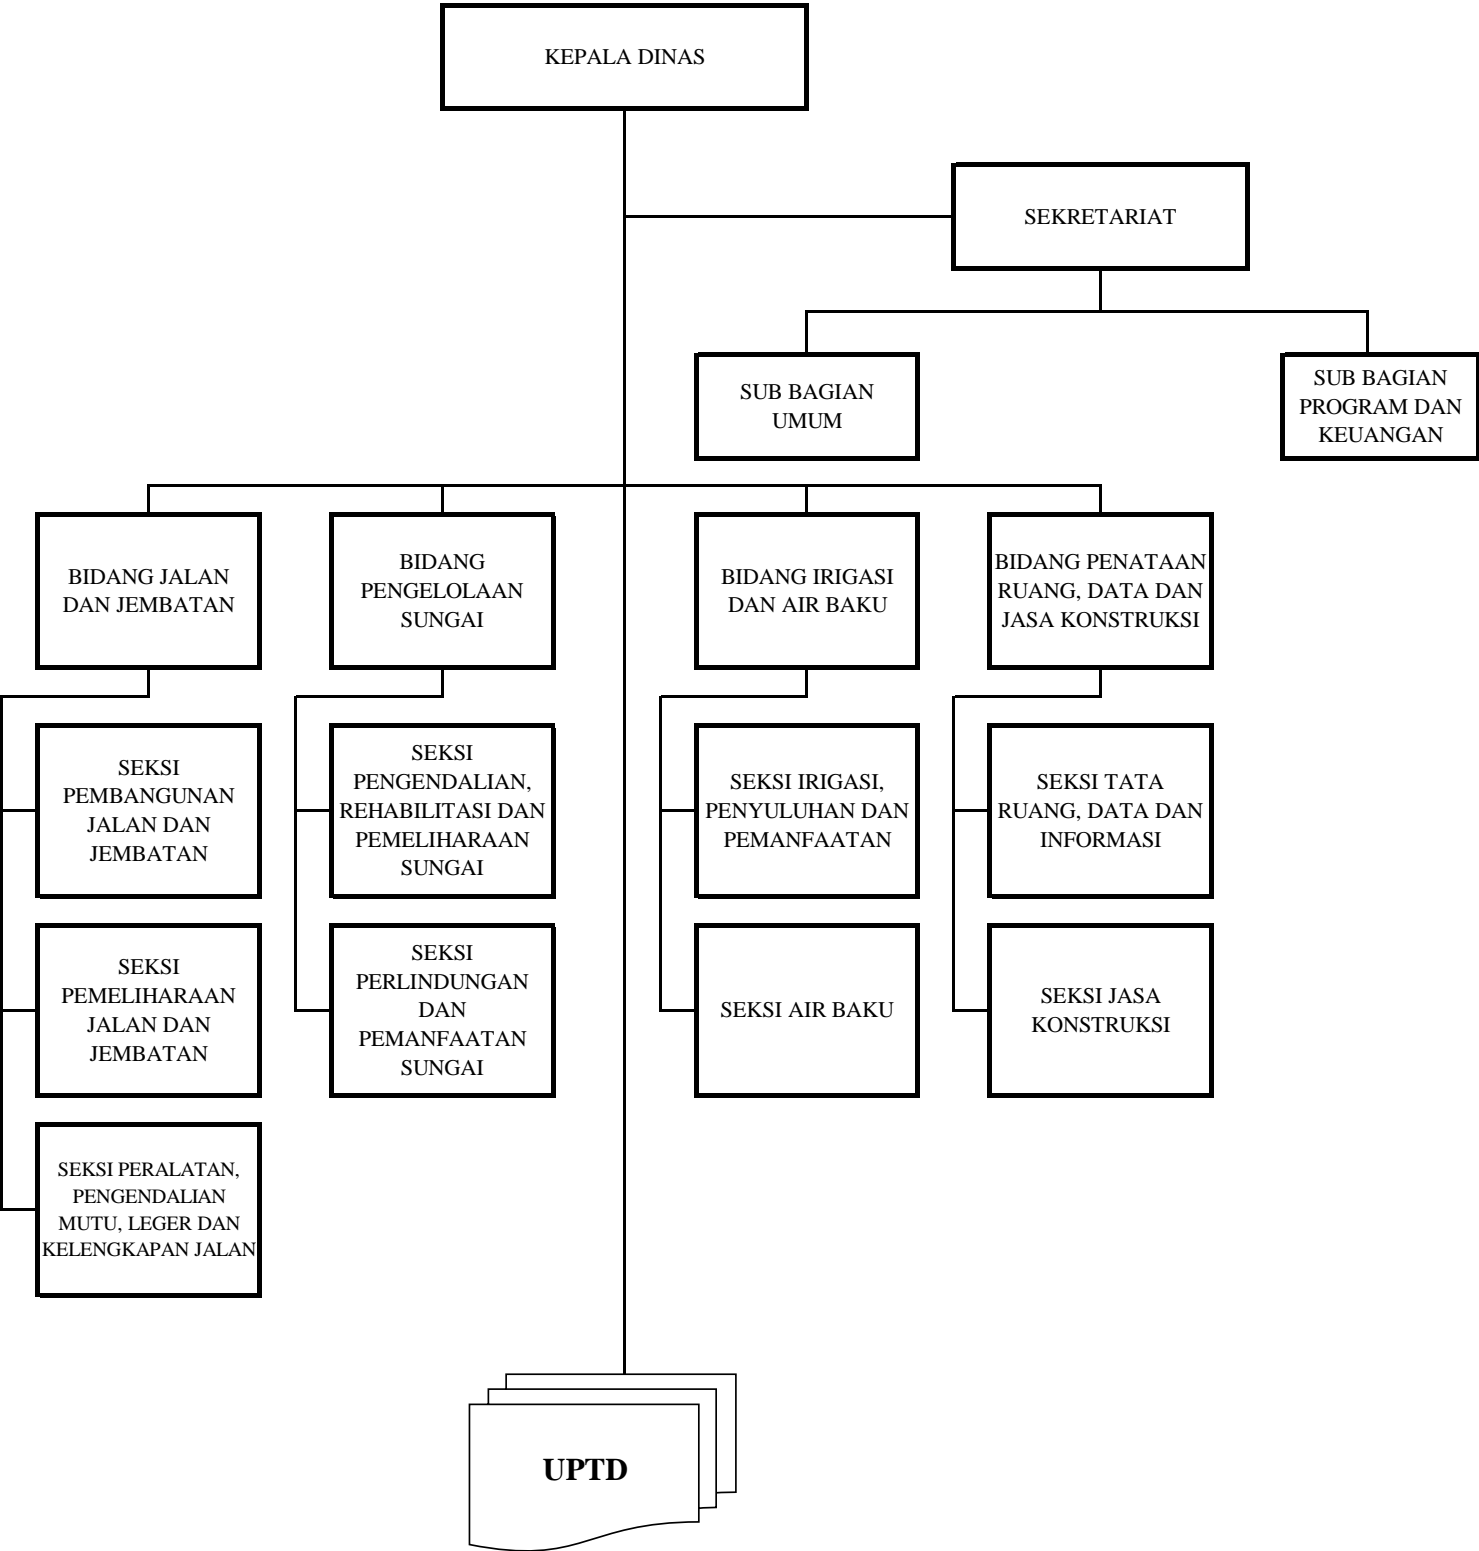 KEPALA DINAS
SEKRETARIAT
SUB BAGIAN
UMUM
SUB BAGIAN
PROGRAM DAN
KEUANGAN
BIDANG JALAN
DAN JEMBATAN
BIDANG
PENGELOLAAN
SUNGAI
BIDANG IRIGASI
DAN AIR BAKU
BIDANG PENATAAN
RUANG, DATA DAN
JASA KONSTRUKSI
SEKSI
PEMBANGUNAN
JALAN DAN
JEMBATAN
SEKSI
PENGENDALIAN,
REHABILITASI DAN
PEMELIHARAAN
SUNGAI
SEKSI IRIGASI,
PENYULUHAN DAN
PEMANFAATAN
SEKSI TATA
RUANG, DATA DAN
INFORMASI
SEKSI
PEMELIHARAAN
JALAN DAN
JEMBATAN
SEKSI
PERLINDUNGAN
DAN
PEMANFAATAN
SUNGAI
SEKSI AIR BAKU
SEKSI JASA
KONSTRUKSI
SEKSI PERALATAN,
PENGENDALIAN
MUTU, LEGER DAN
KELENGKAPAN JALAN
UPTD